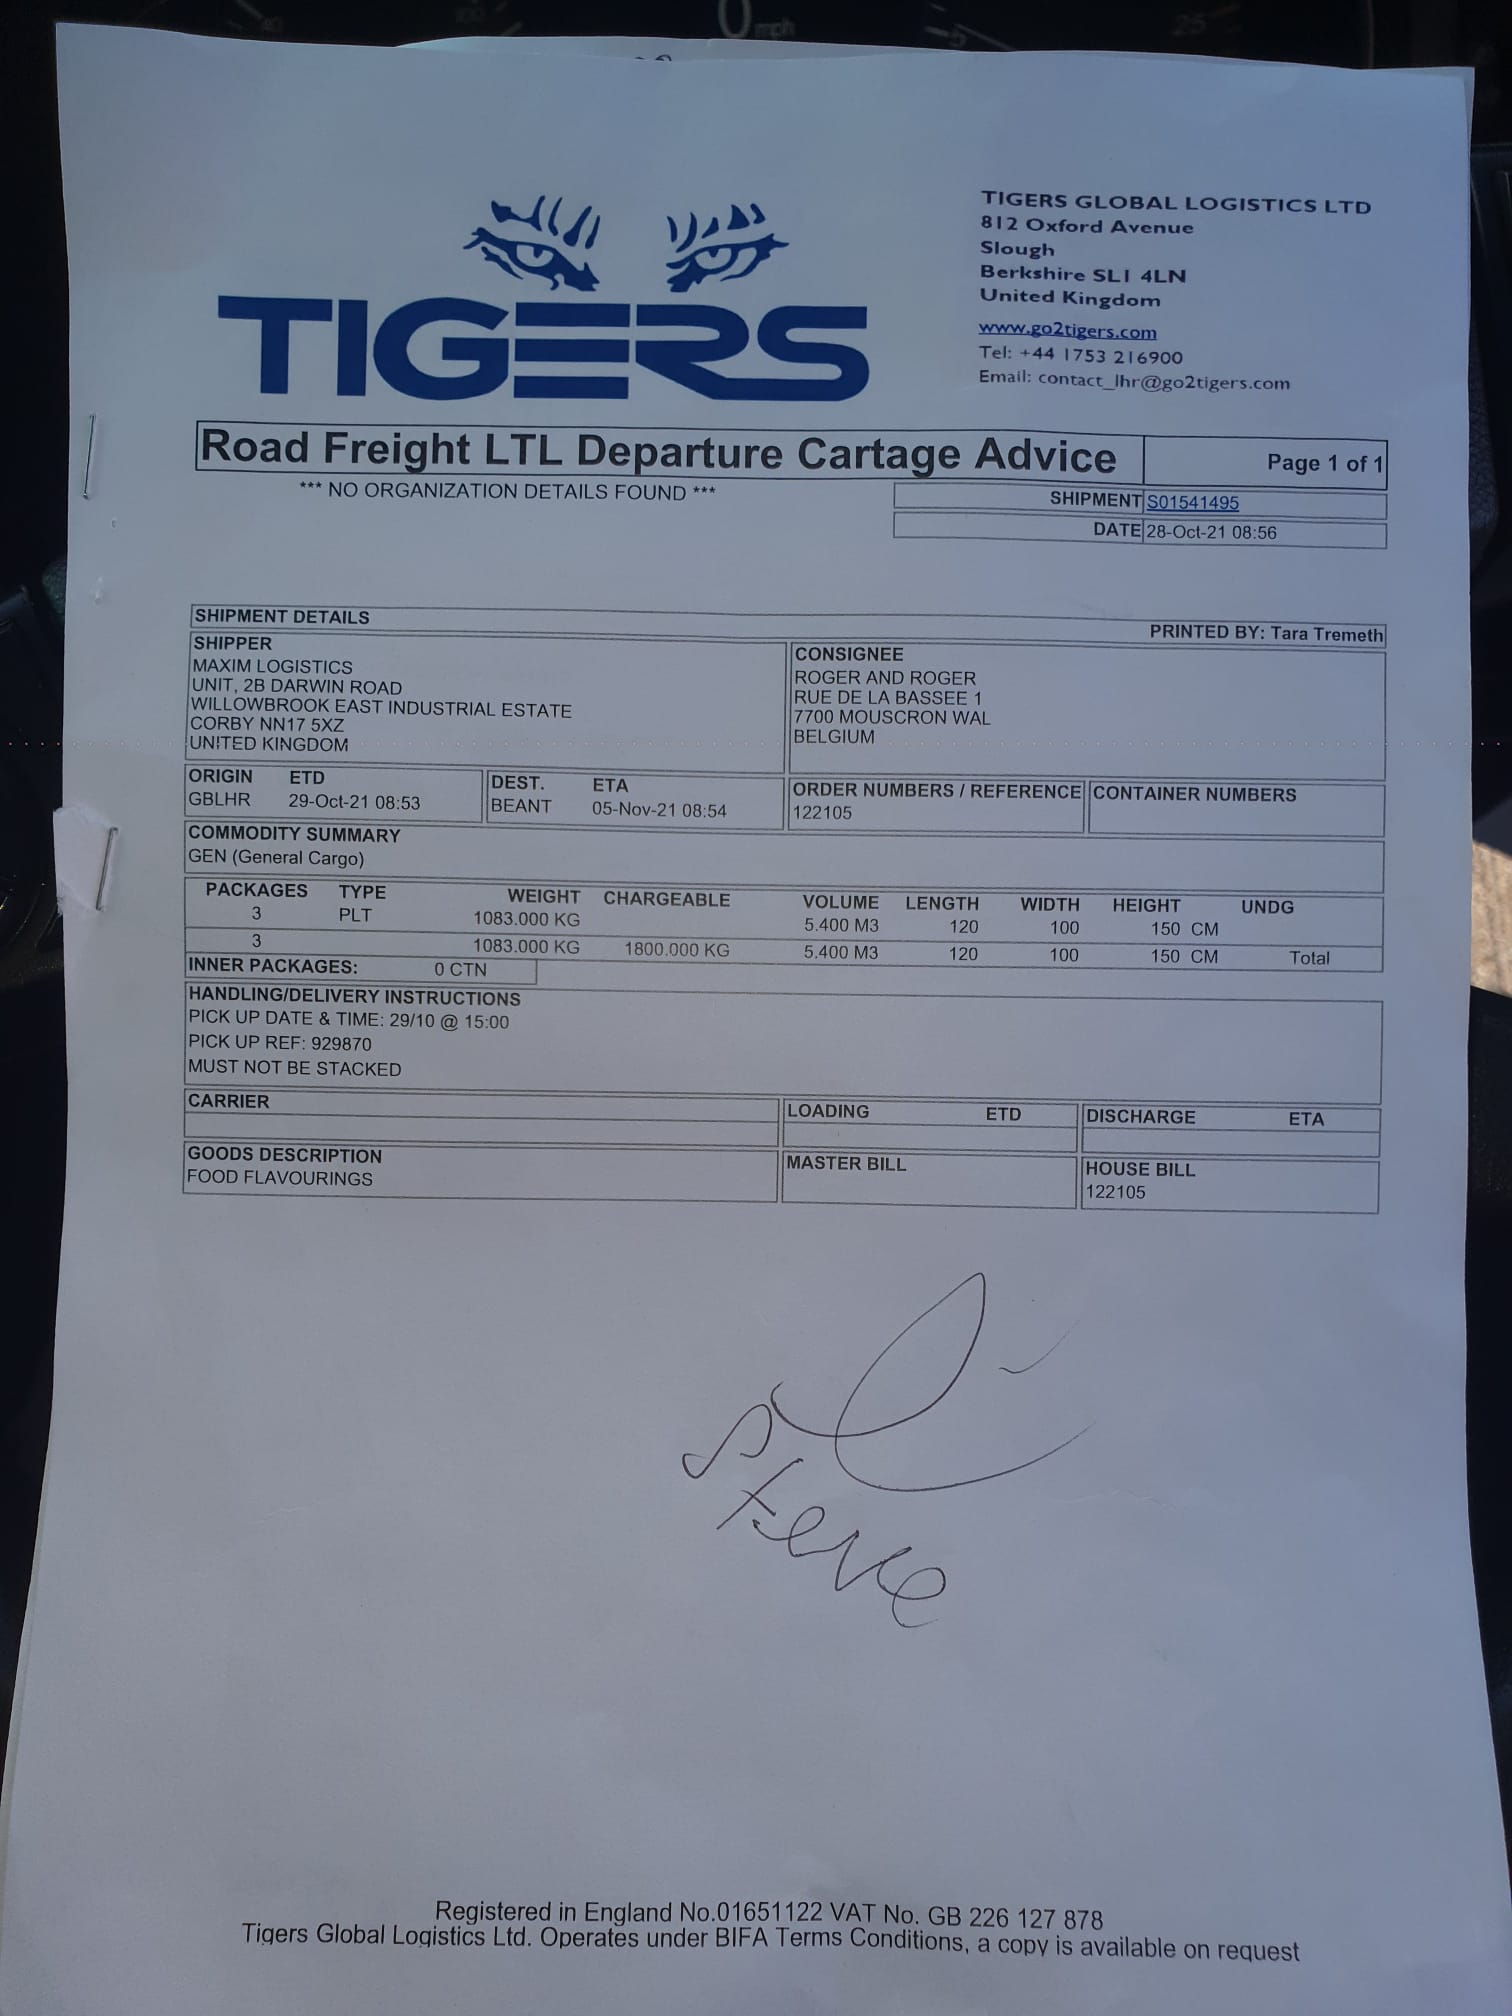 0 mph
TIGERS
TIGERS GLOBAL LOGISTICS LTD
812 Oxford Avenue
Slough
Berkshire SL1 4LN
United Kingdom
www.go2tigers.com
Tel: +44 1753 216900
Email: contact_lhr@go2tigers.com
Road Freight LTL Departure Cartage Advice
Page 1 of 1
*** NO ORGANIZATION DETAILS FOUND ***
SHIPMENT S01541495
DATE 28-Oct-21 08:56
SHIPMENT DETAILS
PRINTED BY: Tara Tremeth
SHIPPER
MAXIM LOGISTICS
UNIT, 2B DARWIN ROAD
WILLOWBROOK EAST INDUSTRIAL ESTATE
CORBY NN17 5XZ
UNITED KINGDOM
CONSIGNEE
ROGER AND ROGER
RUE DE LA BASSEE 1
7700 MOUSCRON WAL
BELGIUM
ORIGIN ETD
GBLHR 29-Oct-21 08:53
DEST. ETA
BEANT 05-Nov-21 08:54
ORDER NUMBERS / REFERENCE
122105
CONTAINER NUMBERS
COMMODITY SUMMARY
GEN (General Cargo)
PACKAGES TYPE WEIGHT CHARGEABLE VOLUME LENGTH WIDTH HEIGHT UNDG
3 PLT 1083.000 KG 5.400 M3 120 100 150 CM
3 1083.000 KG 1800.000 KG 5.400 M3 120 100 150 CM Total
INNER PACKAGES: 0 CTN
HANDLING/DELIVERY INSTRUCTIONS
PICK UP DATE & TIME: 29/10 @ 15:00
PICK UP REF: 929870
MUST NOT BE STACKED
CARRIER
LOADING ETD
DISCHARGE ETA
GOODS DESCRIPTION
FOOD FLAVOURINGS
MASTER BILL
HOUSE BILL
122105
Steve
Registered in England No.01651122 VAT No. GB 226 127 878
Tigers Global Logistics Ltd. Operates under BIFA Terms Conditions, a copy is available on request